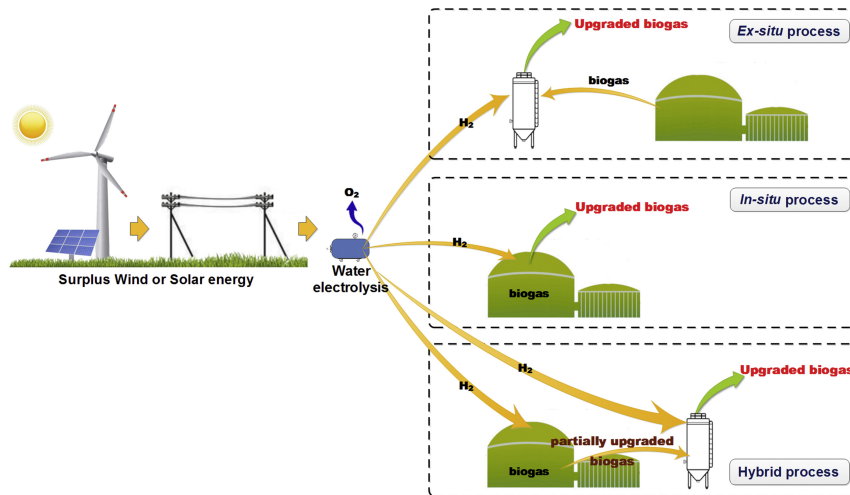 Upgraded biogas
Ex-situ process
biogas
H₂
O₂
Surplus Wind or Solar energy
Water
electrolysis
Upgraded biogas
In-situ process
H₂
biogas
H₂
H₂
Upgraded biogas
partially upgraded
biogas
biogas
Hybrid process